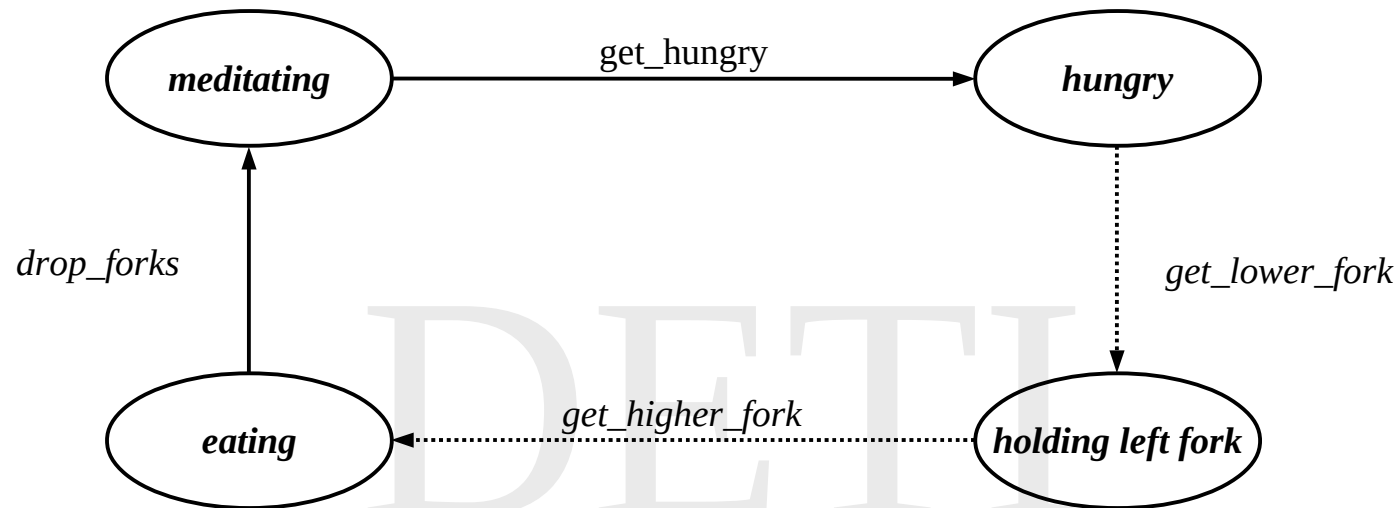 get_hungry
meditating
hungry
drop_forks
get_lower_fork
get_higher_fork
eating
holding left fork
DETI